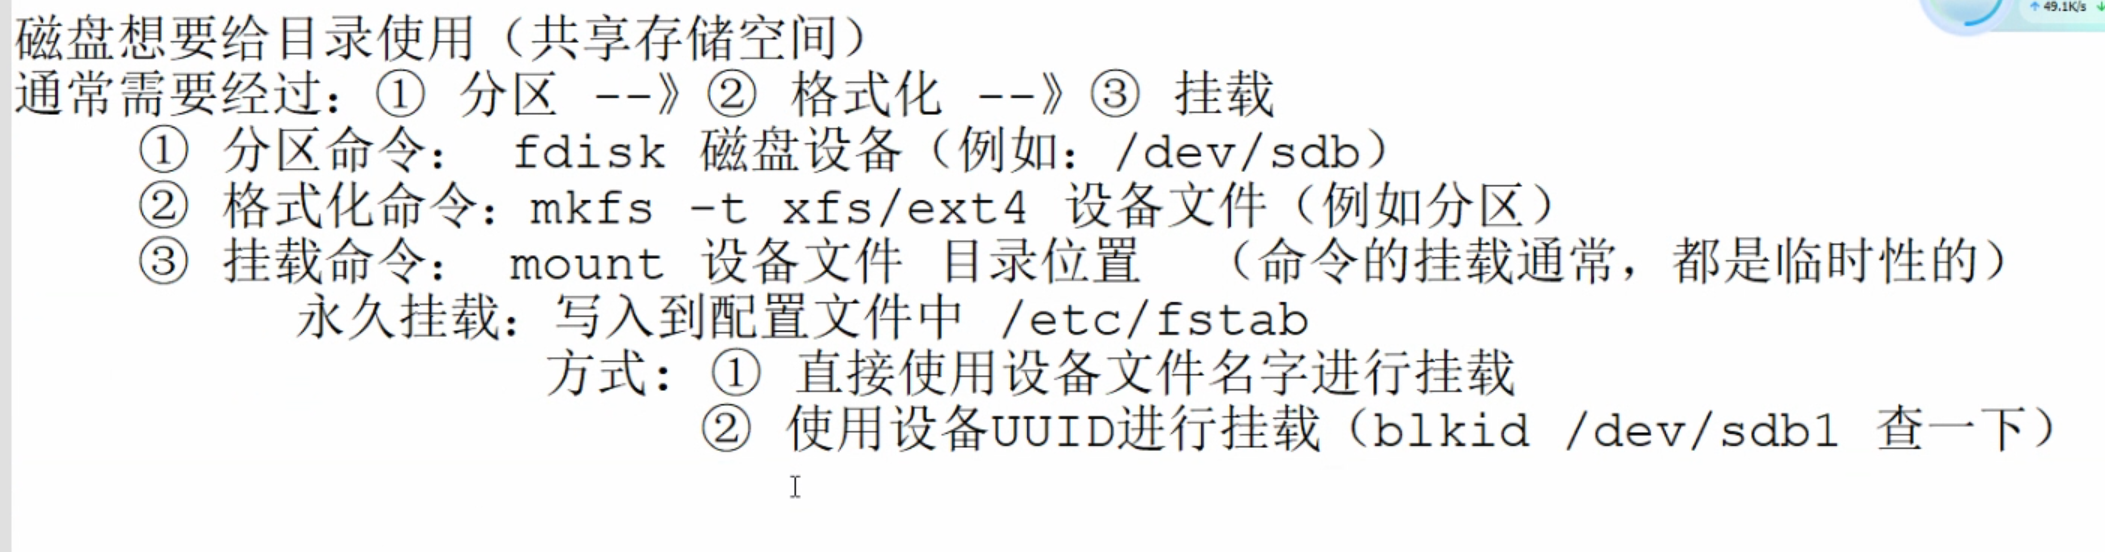 磁盘想要给目录使用（共享存储空间）
49.1K/s
通常需要经过：① 分区 --》② 格式化 --》③ 挂载
① 分区命令： fdisk 磁盘设备（例如：/dev/sdb）
② 格式化命令：mkfs -t xfs/ext4 设备文件（例如分区）
③ 挂载命令： mount 设备文件 目录位置 （命令的挂载通常，都是临时性的）
永久挂载：写入到配置文件中 /etc/fstab
方式：① 直接使用设备文件名字进行挂载
② 使用设备UUID进行挂载（blkid /dev/sdb1 查一下）